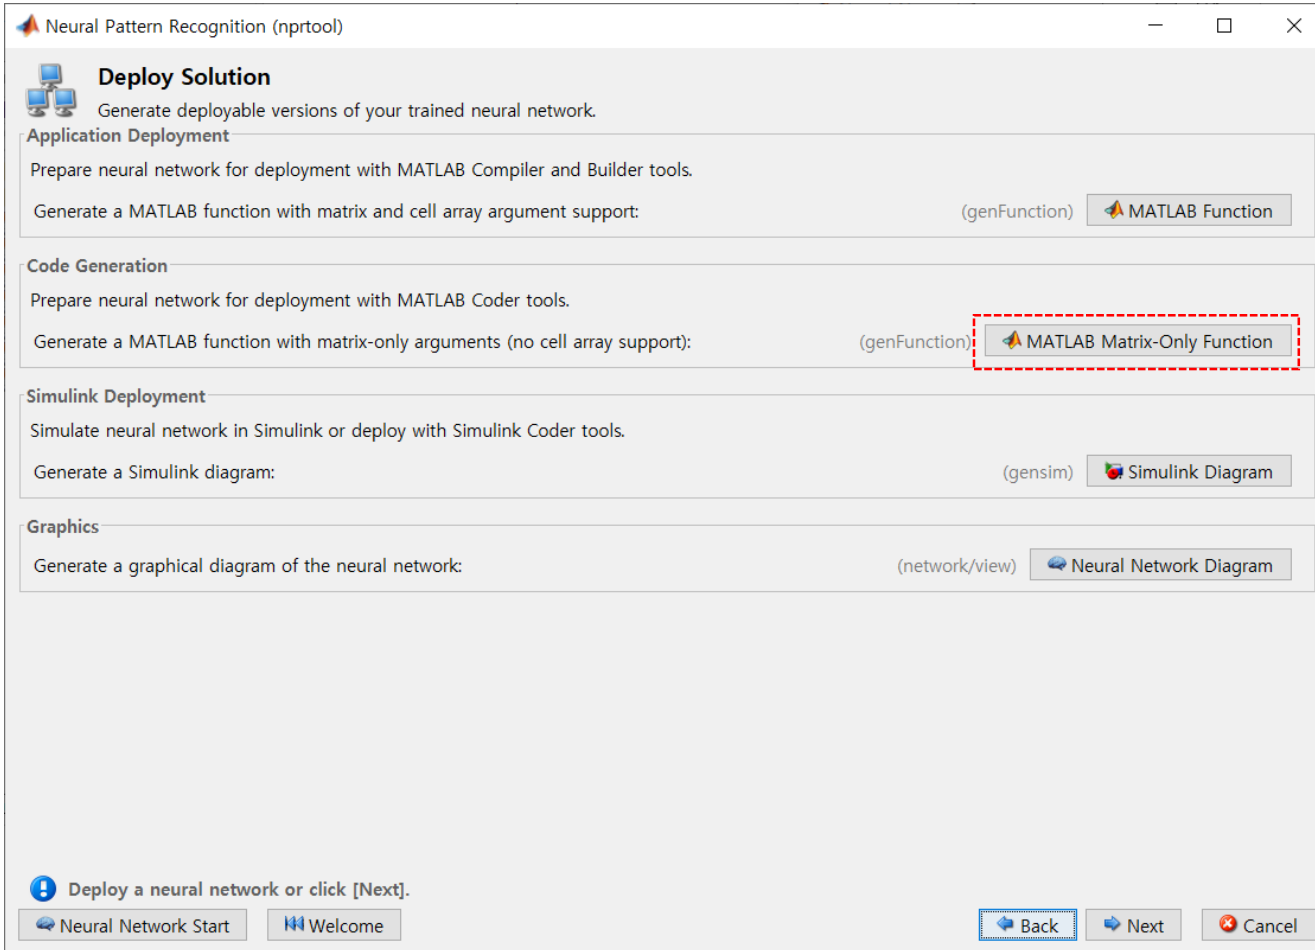 Neural Pattern Recognition (nprtool)
Deploy Solution
Generate deployable versions of your trained neural network.
Application Deployment
Prepare neural network for deployment with MATLAB Compiler and Builder tools.
Generate a MATLAB function with matrix and cell array argument support: (genFunction) MATLAB Function
Code Generation
Prepare neural network for deployment with MATLAB Coder tools.
Generate a MATLAB function with matrix-only arguments (no cell array support): (genFunction) MATLAB Matrix-Only Function
Simulink Deployment
Simulate neural network in Simulink or deploy with Simulink Coder tools.
Generate a Simulink diagram: (gensim) Simulink Diagram
Graphics
Generate a graphical diagram of the neural network: (network/view) Neural Network Diagram
Deploy a neural network or click [Next].
Neural Network Start Welcome Back Next Cancel